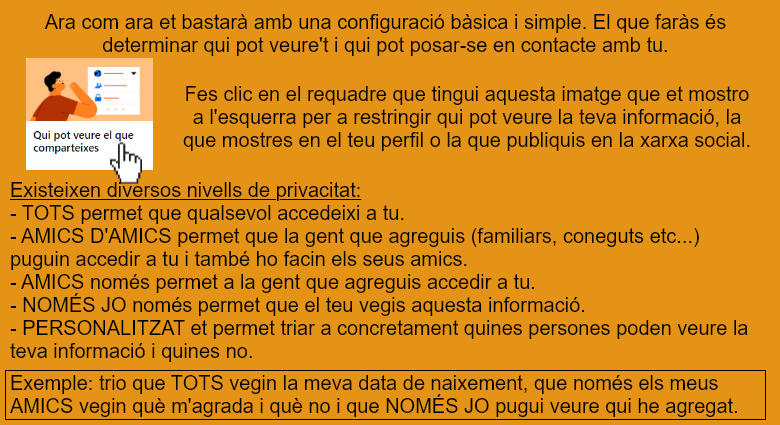 Ara com ara et bastarà amb una configuració bàsica i simple. El que faràs és
determinar qui pot veure't i qui pot posar-se en contacte amb tu.
Qui pot veure el que
comparteixes
Fes clic en el requadre que tingui aquesta imatge que et mostro
a l'esquerra per a restringir qui pot veure la teva informació, la
que mostres en el teu perfil o la que publiquis en la xarxa social.
Existeixen diversos nivells de privacitat:
- TOTS permet que qualsevol accedeixi a tu.
- AMICS D'AMICS permet que la gent que agreguis (familiars, coneguts etc...)
puguin accedir a tu i també ho facin els seus amics.
- AMICS només permet a la gent que agreguis accedir a tu.
- NOMÉS JO només permet que el teu vegis aquesta informació.
- PERSONALITZAT et permet triar a concretament quines persones poden veure la
teva informació i quines no.
Exemple: trio que TOTS vegin la meva data de naixement, que només els meus
AMICS vegin què m'agrada i què no i que NOMÉS JO pugui veure qui he agregat.